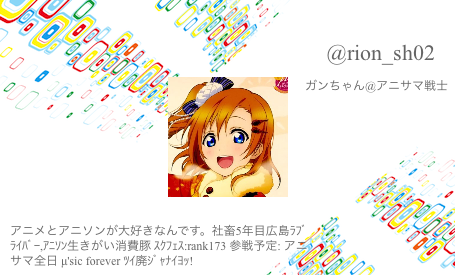 @rion_sh02
ガンちゃん@アニサマ戦士
アニメとアニソンが大好きなんです。社畜5年目広島ﾗﾌﾞ
ﾗｲﾊﾞｰ,ｱﾆｿﾝ生きがい消費豚 ｽｸﾌｪｽ:rank173 参戦予定: アニ
サマ全日 μ'sic forever ﾂｲ廃ｼﾞｬﾅｲﾖｯ!